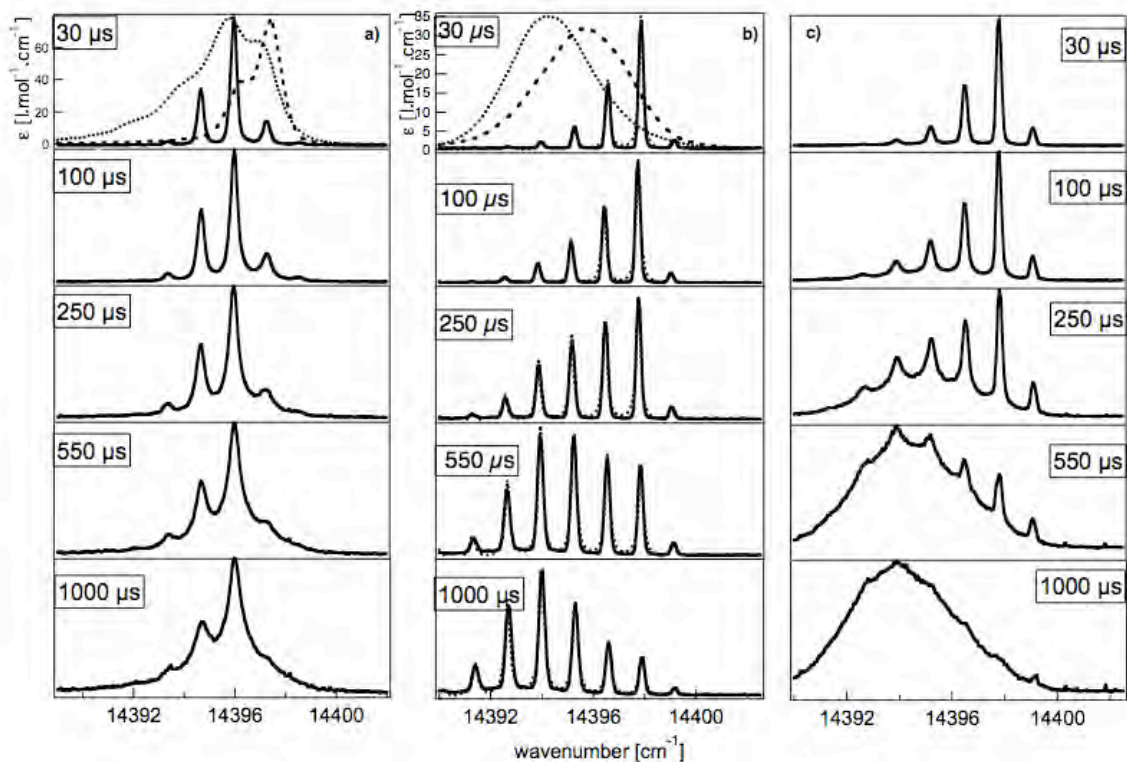 30 µs
a)
80
60
40
20
0
ε [l.mol⁻¹.cm⁻¹]
100 µs
250 µs
550 µs
1000 µs
14392 14396 14400
30 µs
b)
35
30
25
20
15
10
5
0
ε [l.mol⁻¹.cm⁻¹]
100 µs
250 µs
550 µs
1000 µs
14392 14396 14400
wavenumber [cm⁻¹]
c)
30 µs
100 µs
250 µs
550 µs
1000 µs
14392 14396 14400